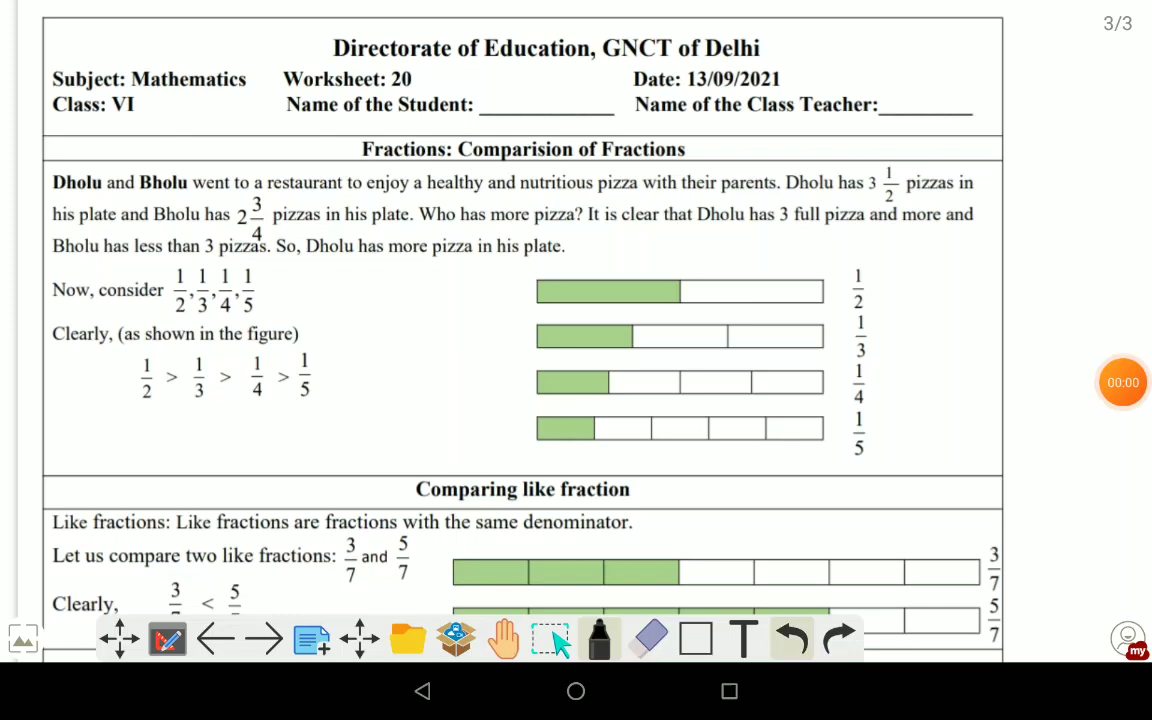 3/3
Directorate of Education, GNCT of Delhi
Subject: Mathematics Worksheet: 20 Date: 13/09/2021
Class: VI Name of the Student: ____________ Name of the Class Teacher:_________
Fractions: Comparision of Fractions
Dholu and Bholu went to a restaurant to enjoy a healthy and nutritious pizza with their parents. Dholu has 3 1/2 pizzas in
his plate and Bholu has 2 3/4 pizzas in his plate. Who has more pizza? It is clear that Dholu has 3 full pizza and more and
Bholu has less than 3 pizzas. So, Dholu has more pizza in his plate.
Now, consider 1/2, 1/3, 1/4, 1/5
1/2
Clearly, (as shown in the figure)
1/3
1/2 > 1/3 > 1/4 > 1/5
1/4
1/5
00:00
Comparing like fraction
Like fractions: Like fractions are fractions with the same denominator.
Let us compare two like fractions: 3/7 and 5/7
3/7
Clearly, 3 < 5
5/7
T
my